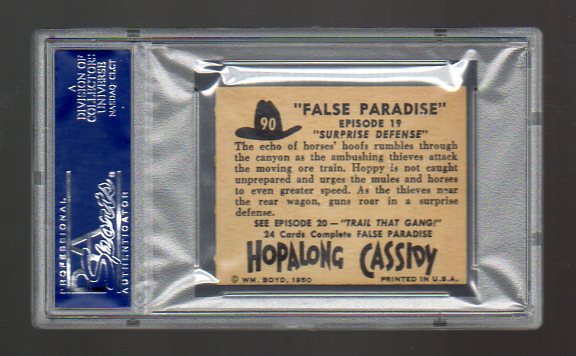 A
DIVISION OF
COLLECTORS
UNIVERSE
NASDAQ: CLCT
PSA
Sports
PROFESSIONAL
AUTHENTICATOR
90
"FALSE PARADISE"
EPISODE 19
"SURPRISE DEFENSE"
The echo of horses' hoofs rumbles through
the canyon as the ambushing thieves attack
the moving ore train. Hoppy is not caught
unprepared and urges the mules and horses
to even greater speed. As the thieves near
the rear wagon, guns roar in a surprise
defense.
SEE EPISODE 20 — "TRAIL THAT GANG!"
24 Cards Complete FALSE PARADISE
HOPALONG CASSIDY
© WM. BOYD, 1950 PRINTED IN U.S.A.